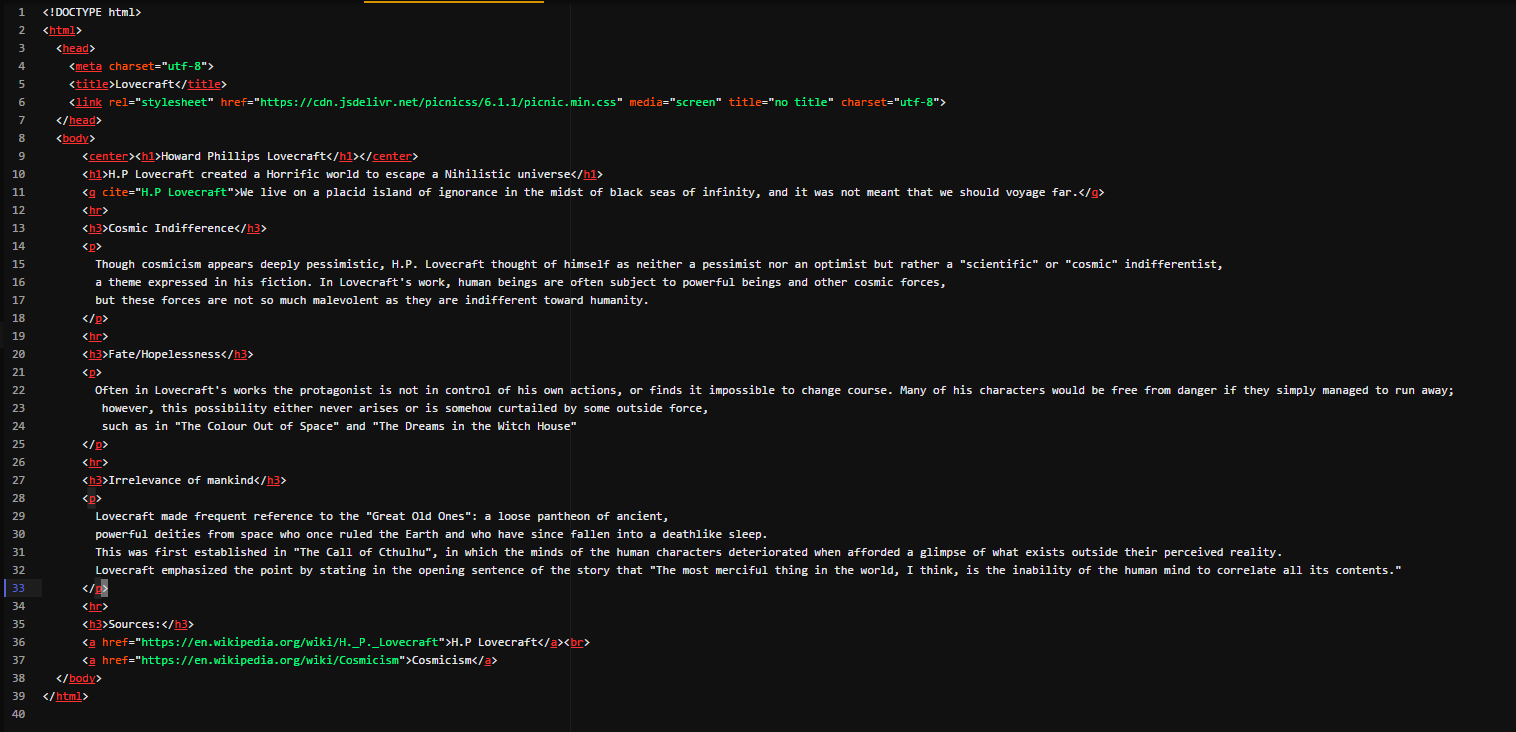 1 <!DOCTYPE html>
2 <html>
3 <head>
4 <meta charset="utf-8">
5 <title>Lovecraft</title>
6 <link rel="stylesheet" href="https://cdn.jsdelivr.net/picnicss/6.1.1/picnic.min.css" media="screen" title="no title" charset="utf-8">
7 </head>
8 <body>
9 <center><h1>Howard Phillips Lovecraft</h1></center>
10 <h1>H.P Lovecraft created a Horrific world to escape a Nihilistic universe</h1>
11 <q cite="H.P Lovecraft">We live on a placid island of ignorance in the midst of black seas of infinity, and it was not meant that we should voyage far.</q>
12 <hr>
13 <h3>Cosmic Indifference</h3>
14 <p>
15 Though cosmicism appears deeply pessimistic, H.P. Lovecraft thought of himself as neither a pessimist nor an optimist but rather a "scientific" or "cosmic" indifferentist,
16 a theme expressed in his fiction. In Lovecraft's work, human beings are often subject to powerful beings and other cosmic forces,
17 but these forces are not so much malevolent as they are indifferent toward humanity.
18 </p>
19 <hr>
20 <h3>Fate/Hopelessness</h3>
21 <p>
22 Often in Lovecraft's works the protagonist is not in control of his own actions, or finds it impossible to change course. Many of his characters would be free from danger if they simply managed to run away;
23 however, this possibility either never arises or is somehow curtailed by some outside force,
24 such as in "The Colour Out of Space" and "The Dreams in the Witch House"
25 </p>
26 <hr>
27 <h3>Irrelevance of mankind</h3>
28 <p>
29 Lovecraft made frequent reference to the "Great Old Ones": a loose pantheon of ancient,
30 powerful deities from space who once ruled the Earth and who have since fallen into a deathlike sleep.
31 This was first established in "The Call of Cthulhu", in which the minds of the human characters deteriorated when afforded a glimpse of what exists outside their perceived reality.
32 Lovecraft emphasized the point by stating in the opening sentence of the story that "The most merciful thing in the world, I think, is the inability of the human mind to correlate all its contents."
33 </p>
34 <hr>
35 <h3>Sources:</h3>
36 <a href="https://en.wikipedia.org/wiki/H._P._Lovecraft">H.P Lovecraft</a><br>
37 <a href="https://en.wikipedia.org/wiki/Cosmicism">Cosmicism</a>
38 </body>
39 </html>
40